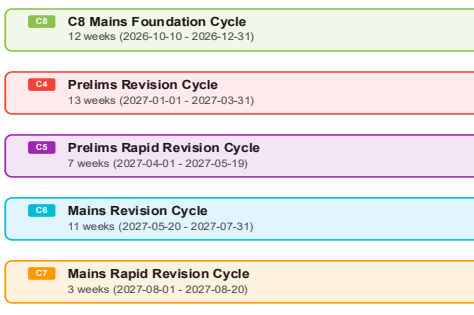 C8 C8 Mains Foundation Cycle
12 weeks (2026-10-10 - 2026-12-31)
C4 Prelims Revision Cycle
13 weeks (2027-01-01 - 2027-03-31)
C5 Prelims Rapid Revision Cycle
7 weeks (2027-04-01 - 2027-05-19)
C6 Mains Revision Cycle
11 weeks (2027-05-20 - 2027-07-31)
C7 Mains Rapid Revision Cycle
3 weeks (2027-08-01 - 2027-08-20)